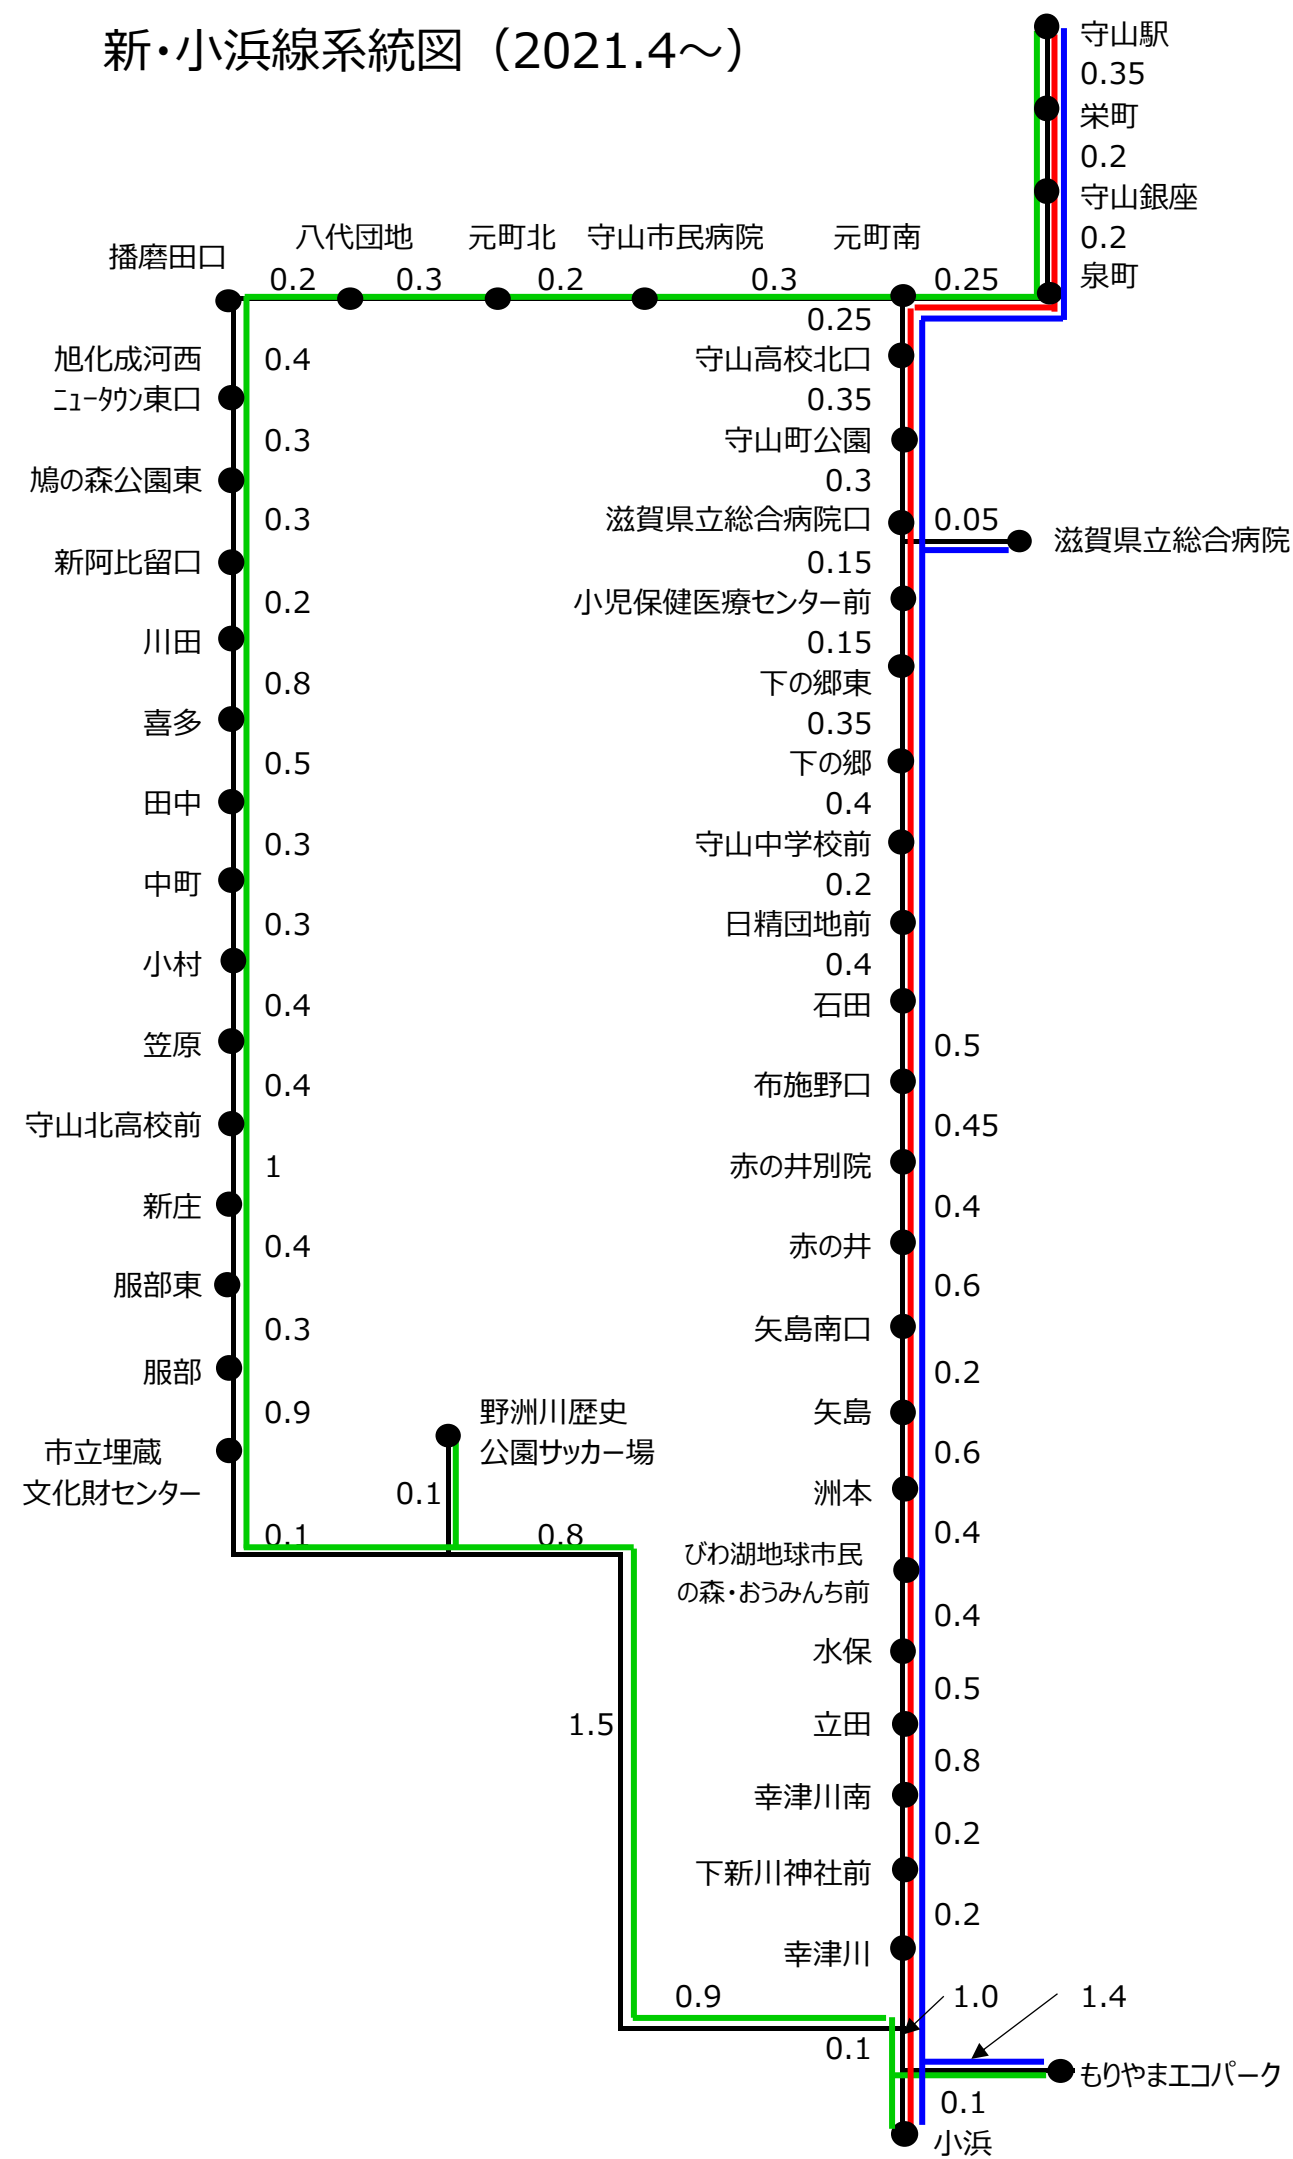 新・小浜線系統図（2021.4～）
守山駅
0.35
栄町
0.2
守山銀座
0.2
泉町
播磨田口
八代団地
元町北
守山市民病院
元町南
0.2
0.3
0.2
0.3
0.25
旭化成河西
ﾆｭｰﾀｳﾝ東口
0.4
0.3
鳩の森公園東
0.3
新阿比留口
0.2
川田
0.8
喜多
0.5
田中
0.3
中町
0.3
小村
0.4
笠原
0.4
守山北高校前
1
新庄
0.4
服部東
0.3
服部
0.9
市立埋蔵
文化財センター
0.1
野洲川歴史
公園サッカー場
0.1
0.8
1.5
0.9
0.25
守山高校北口
0.35
守山町公園
0.3
滋賀県立総合病院口
0.05
滋賀県立総合病院
0.15
小児保健医療センター前
0.15
下の郷東
0.35
下の郷
0.4
守山中学校前
0.2
日精団地前
0.4
石田
0.5
布施野口
0.45
赤の井別院
0.4
赤の井
0.6
矢島南口
0.2
矢島
0.6
洲本
0.4
びわ湖地球市民
の森・おうみんち前
0.4
水保
0.5
立田
0.8
幸津川南
0.2
下新川神社前
0.2
幸津川
1.0
1.4
0.1
もりやまエコパーク
0.1
小浜